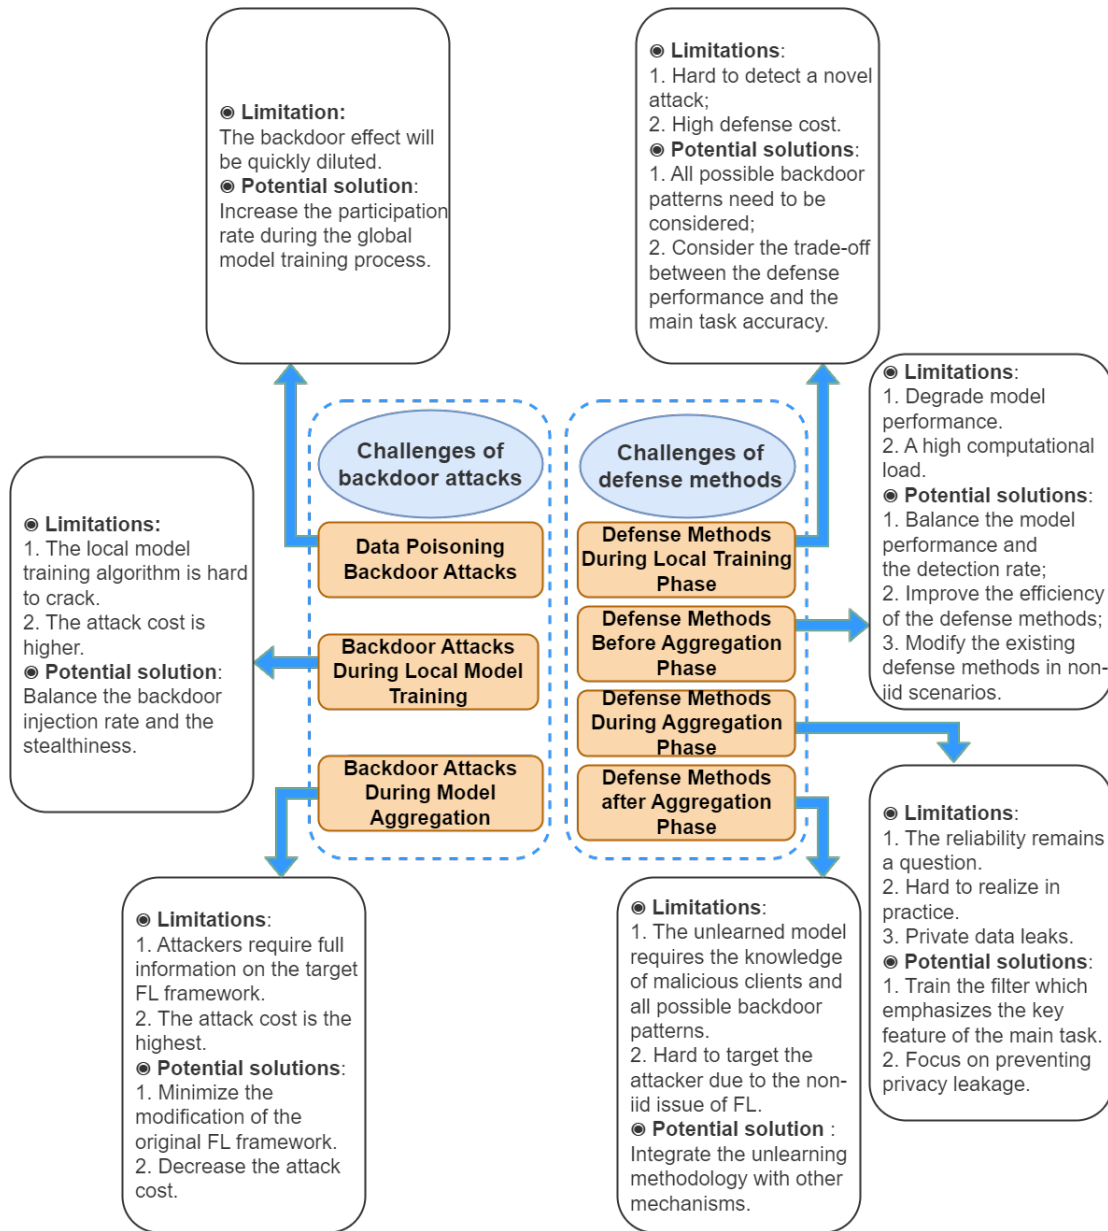 ◉ Limitation:
The backdoor effect will
be quickly diluted.
◉ Potential solution:
Increase the participation
rate during the global
model training process.
◉ Limitations:
1. Hard to detect a novel
attack;
2. High defense cost.
◉ Potential solutions:
1. All possible backdoor
patterns need to be
considered;
2. Consider the trade-off
between the defense
performance and the
main task accuracy.
Challenges of
backdoor attacks
Data Poisoning
Backdoor Attacks
Backdoor Attacks
During Local Model
Training
Backdoor Attacks
During Model
Aggregation
Challenges of
defense methods
Defense Methods
During Local Training
Phase
Defense Methods
Before Aggregation
Phase
Defense Methods
During Aggregation
Phase
Defense Methods
after Aggregation
Phase
◉ Limitations:
1. Degrade model
performance.
2. A high computational
load.
◉ Potential solutions:
1. Balance the model
performance and
the detection rate;
2. Improve the efficiency
of the defense methods;
3. Modify the existing
defense methods in non-
iid scenarios.
◉ Limitations:
1. The local model
training algorithm is hard
to crack.
2. The attack cost is
higher.
◉ Potential solution:
Balance the backdoor
injection rate and the
stealthiness.
◉ Limitations:
1. The reliability remains
a question.
2. Hard to realize in
practice.
3. Private data leaks.
◉ Potential solutions:
1. Train the filter which
emphasizes the key
feature of the main task.
2. Focus on preventing
privacy leakage.
◉ Limitations:
1. Attackers require full
information on the target
FL framework.
2. The attack cost is the
highest.
◉ Potential solutions:
1. Minimize the
modification of the
original FL framework.
2. Decrease the attack
cost.
◉ Limitations:
1. The unlearned model
requires the knowledge
of malicious clients and
all possible backdoor
patterns.
2. Hard to target the
attacker due to the non-
iid issue of FL.
◉ Potential solution :
Integrate the unlearning
methodology with other
mechanisms.